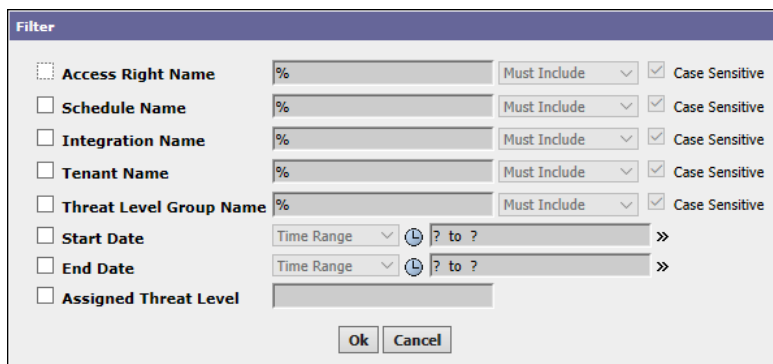 Filter
Access Right Name % Must Include Case Sensitive
Schedule Name % Must Include Case Sensitive
Integration Name % Must Include Case Sensitive
Tenant Name % Must Include Case Sensitive
Threat Level Group Name % Must Include Case Sensitive
Start Date Time Range ? to ? »
End Date Time Range ? to ? »
Assigned Threat Level
Ok Cancel